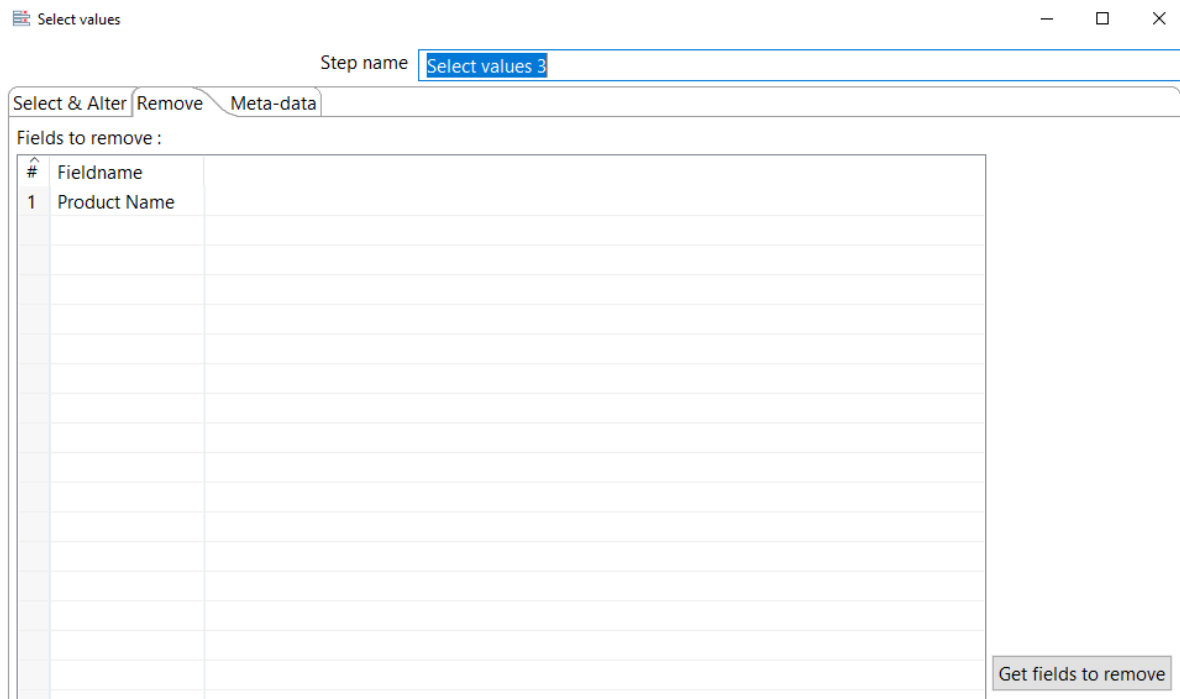 Select values
Step name Select values 3
Select & Alter Remove Meta-data
Fields to remove :
# Fieldname
1 Product Name
Get fields to remove